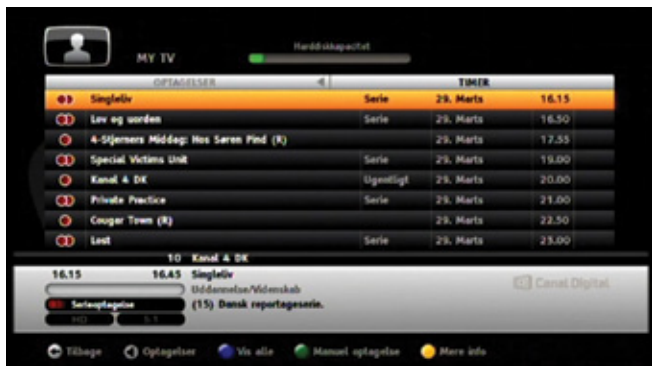 Harddiskkapacitet
MY TV
OPTAGELSER TIMER
Singleliv Serie 29. Marts 16.15
Lov og uorden Serie 29. Marts 16.50
4-Stjerners Middag: Hos Søren Pind (R) 29. Marts 17.55
Special Victims Unit Serie 29. Marts 19.00
Kanal 4 DK Ugentligt 29. Marts 20.00
Private Practice Serie 29. Marts 21.00
Cougar Town (R) 29. Marts 22.50
Lost Serie 29. Marts 23.00
10 Kanal 4 DK
16.15 16.45 Singleliv
Uddannelse/Videnskab
Serieoptagelse (15) Dansk reportageserie.
HD 5:1
Canal Digital
Tilbage Optagelser Vis alle Manuel optagelse Mere info